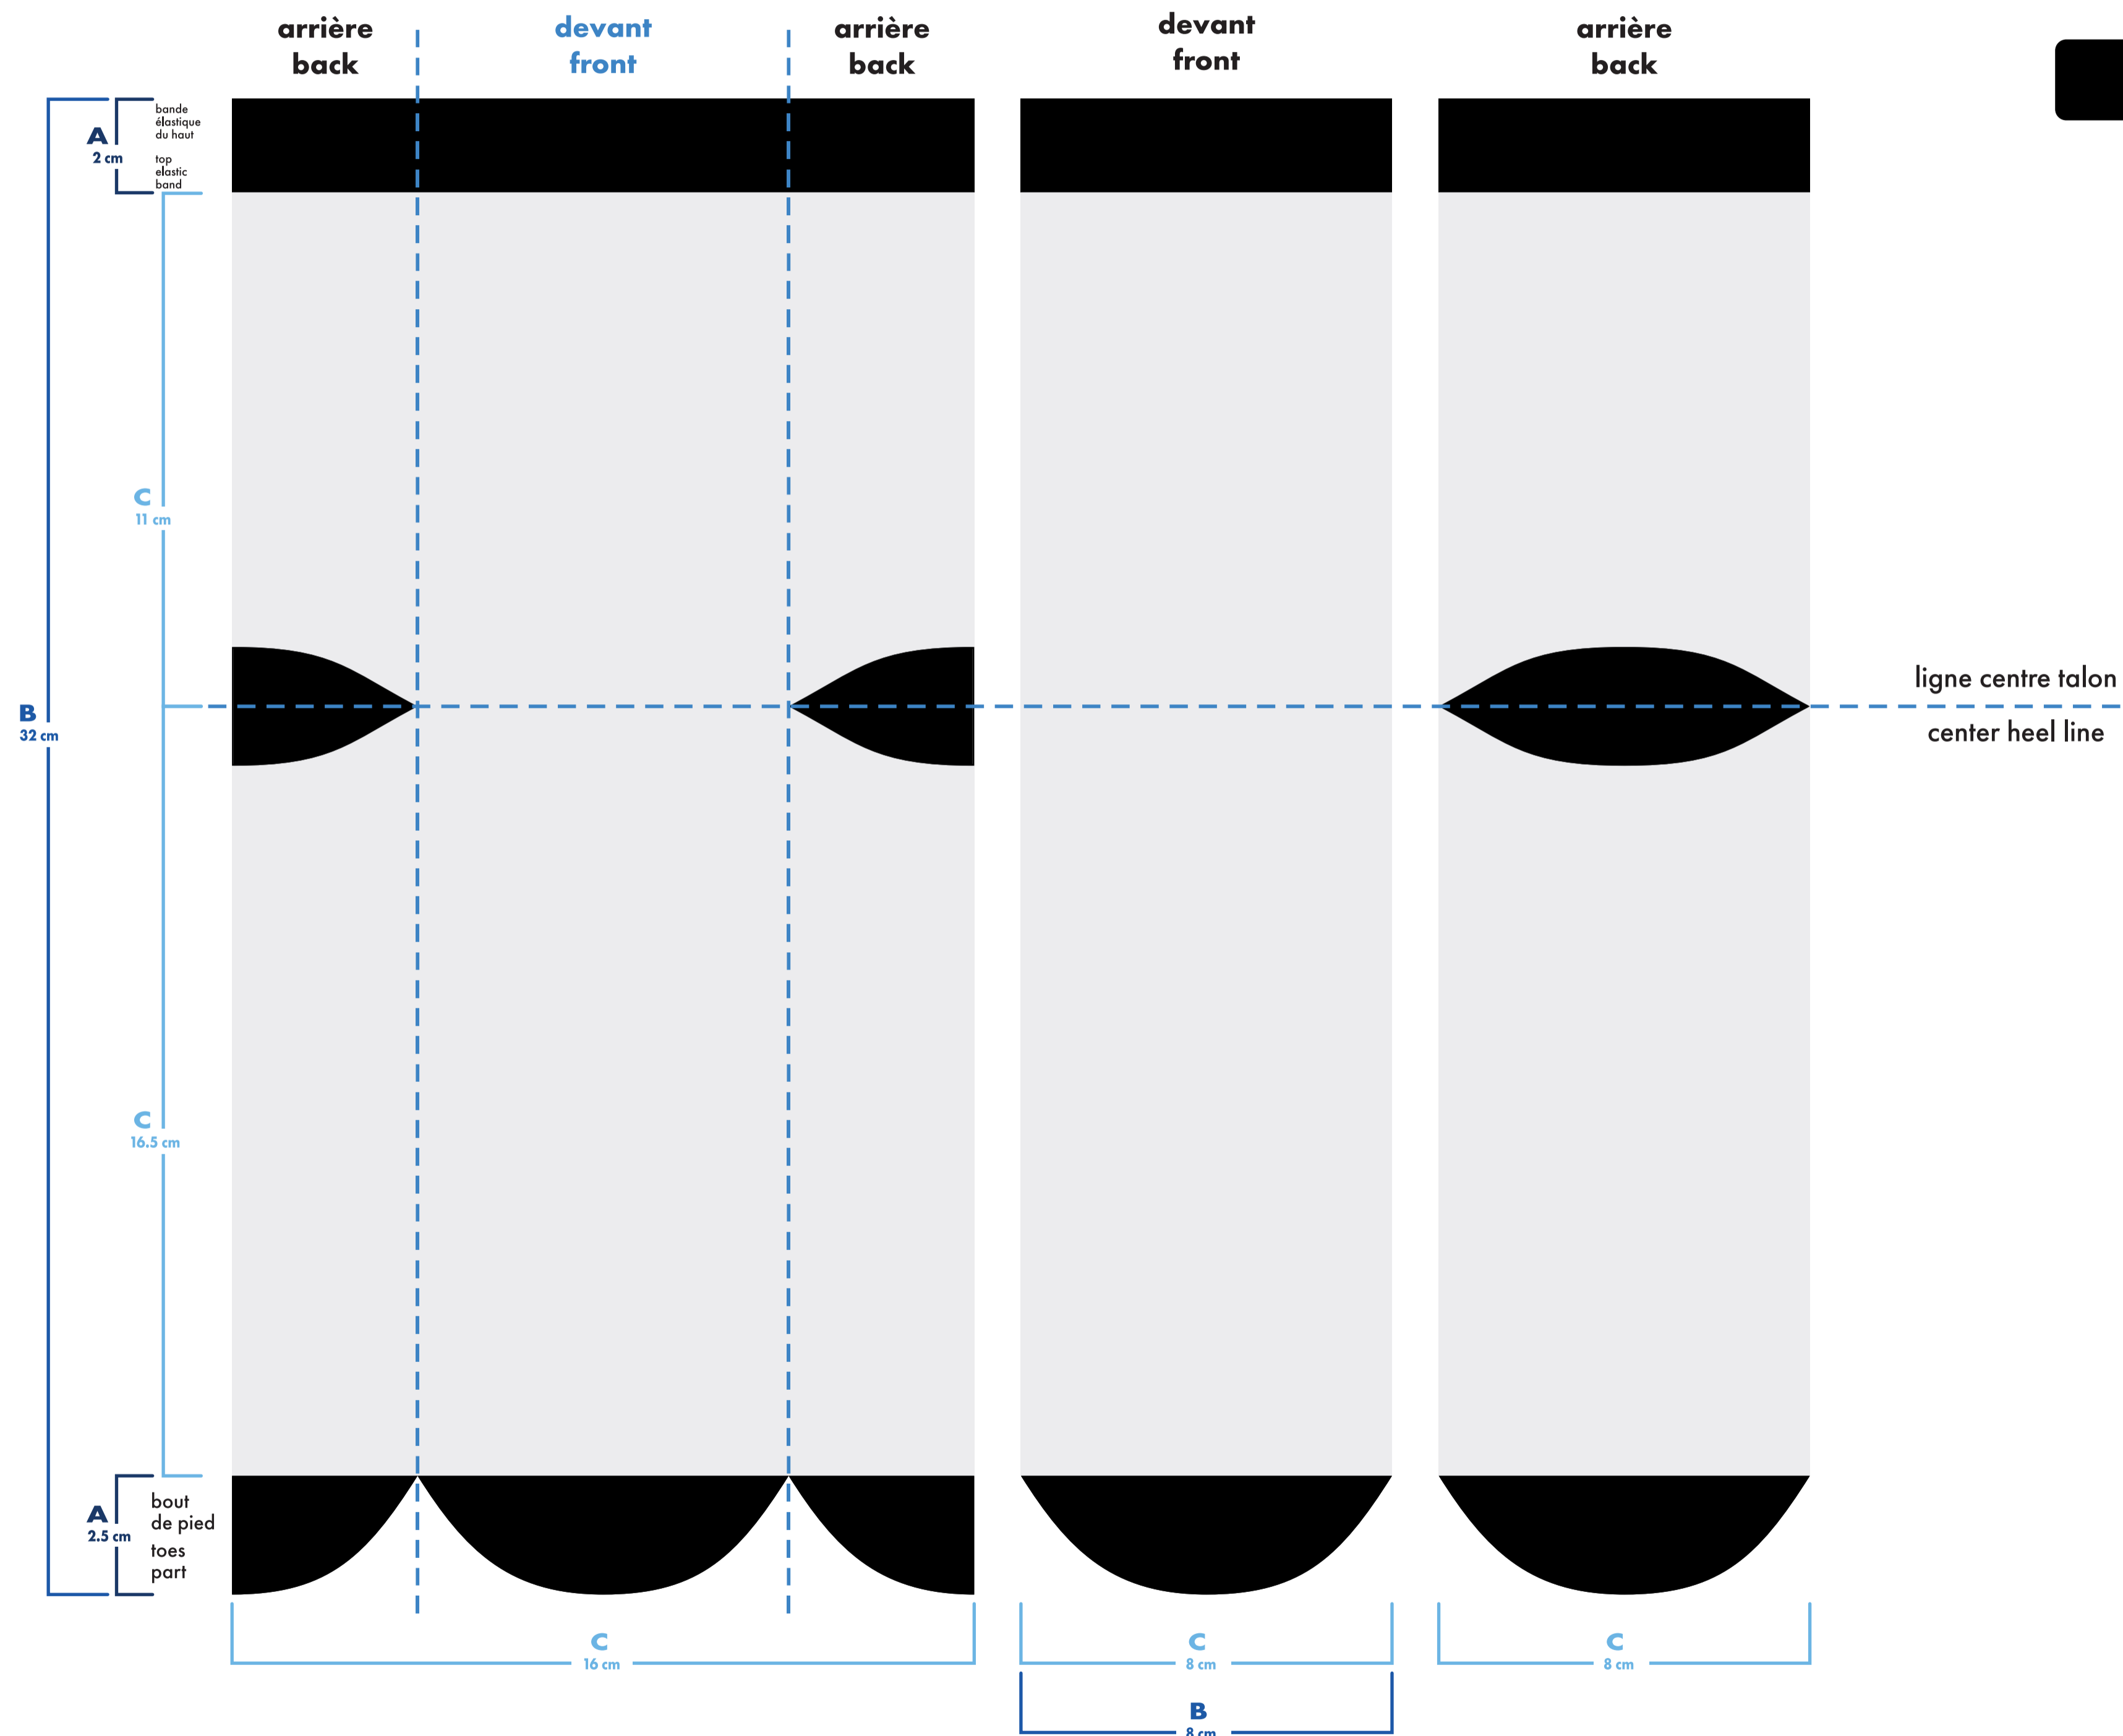 arrière
back
devant
front
arrière
back
devant
front
arrière
back
bande
élastique
du haut
top
elastic
band
A
2 cm
C
11 cm
B
32 cm
ligne centre talon
center heel line
C
16.5 cm
A
2.5 cm
bout
de pied
toes
part
C
16 cm
C
8 cm
C
8 cm
B
8 cm